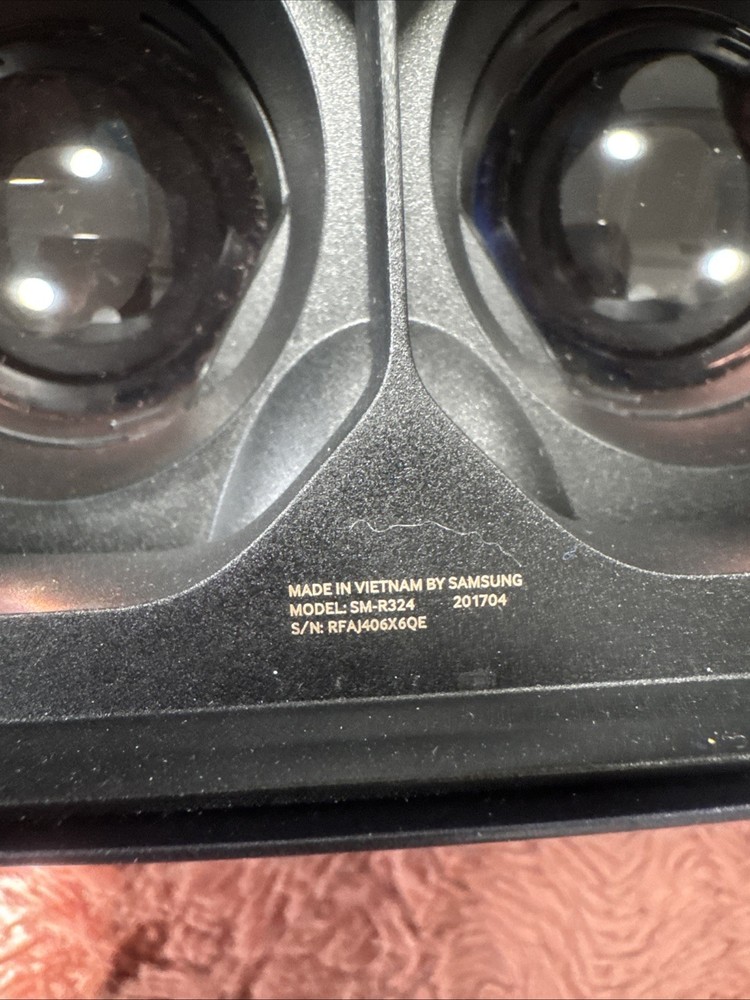 MADE IN VIETNAM BY SAMSUNG
MODEL: SM-R324 201704
S/N: RFAJ406X6QE